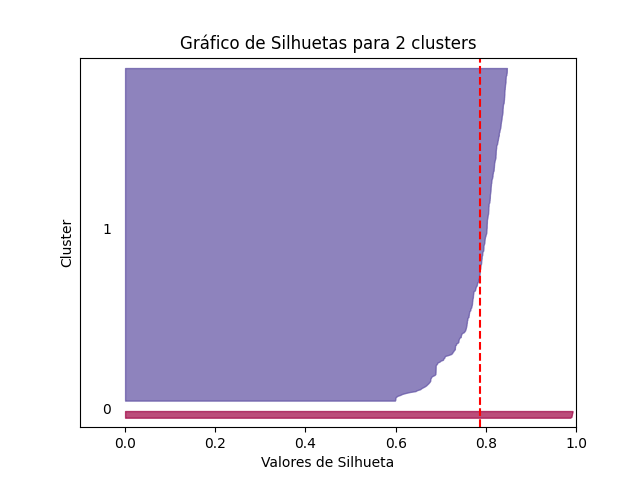 Gráfico de Silhuetas para 2 clusters
Cluster
1
0
0.0 0.2 0.4 0.6 0.8 1.0
Valores de Silhueta